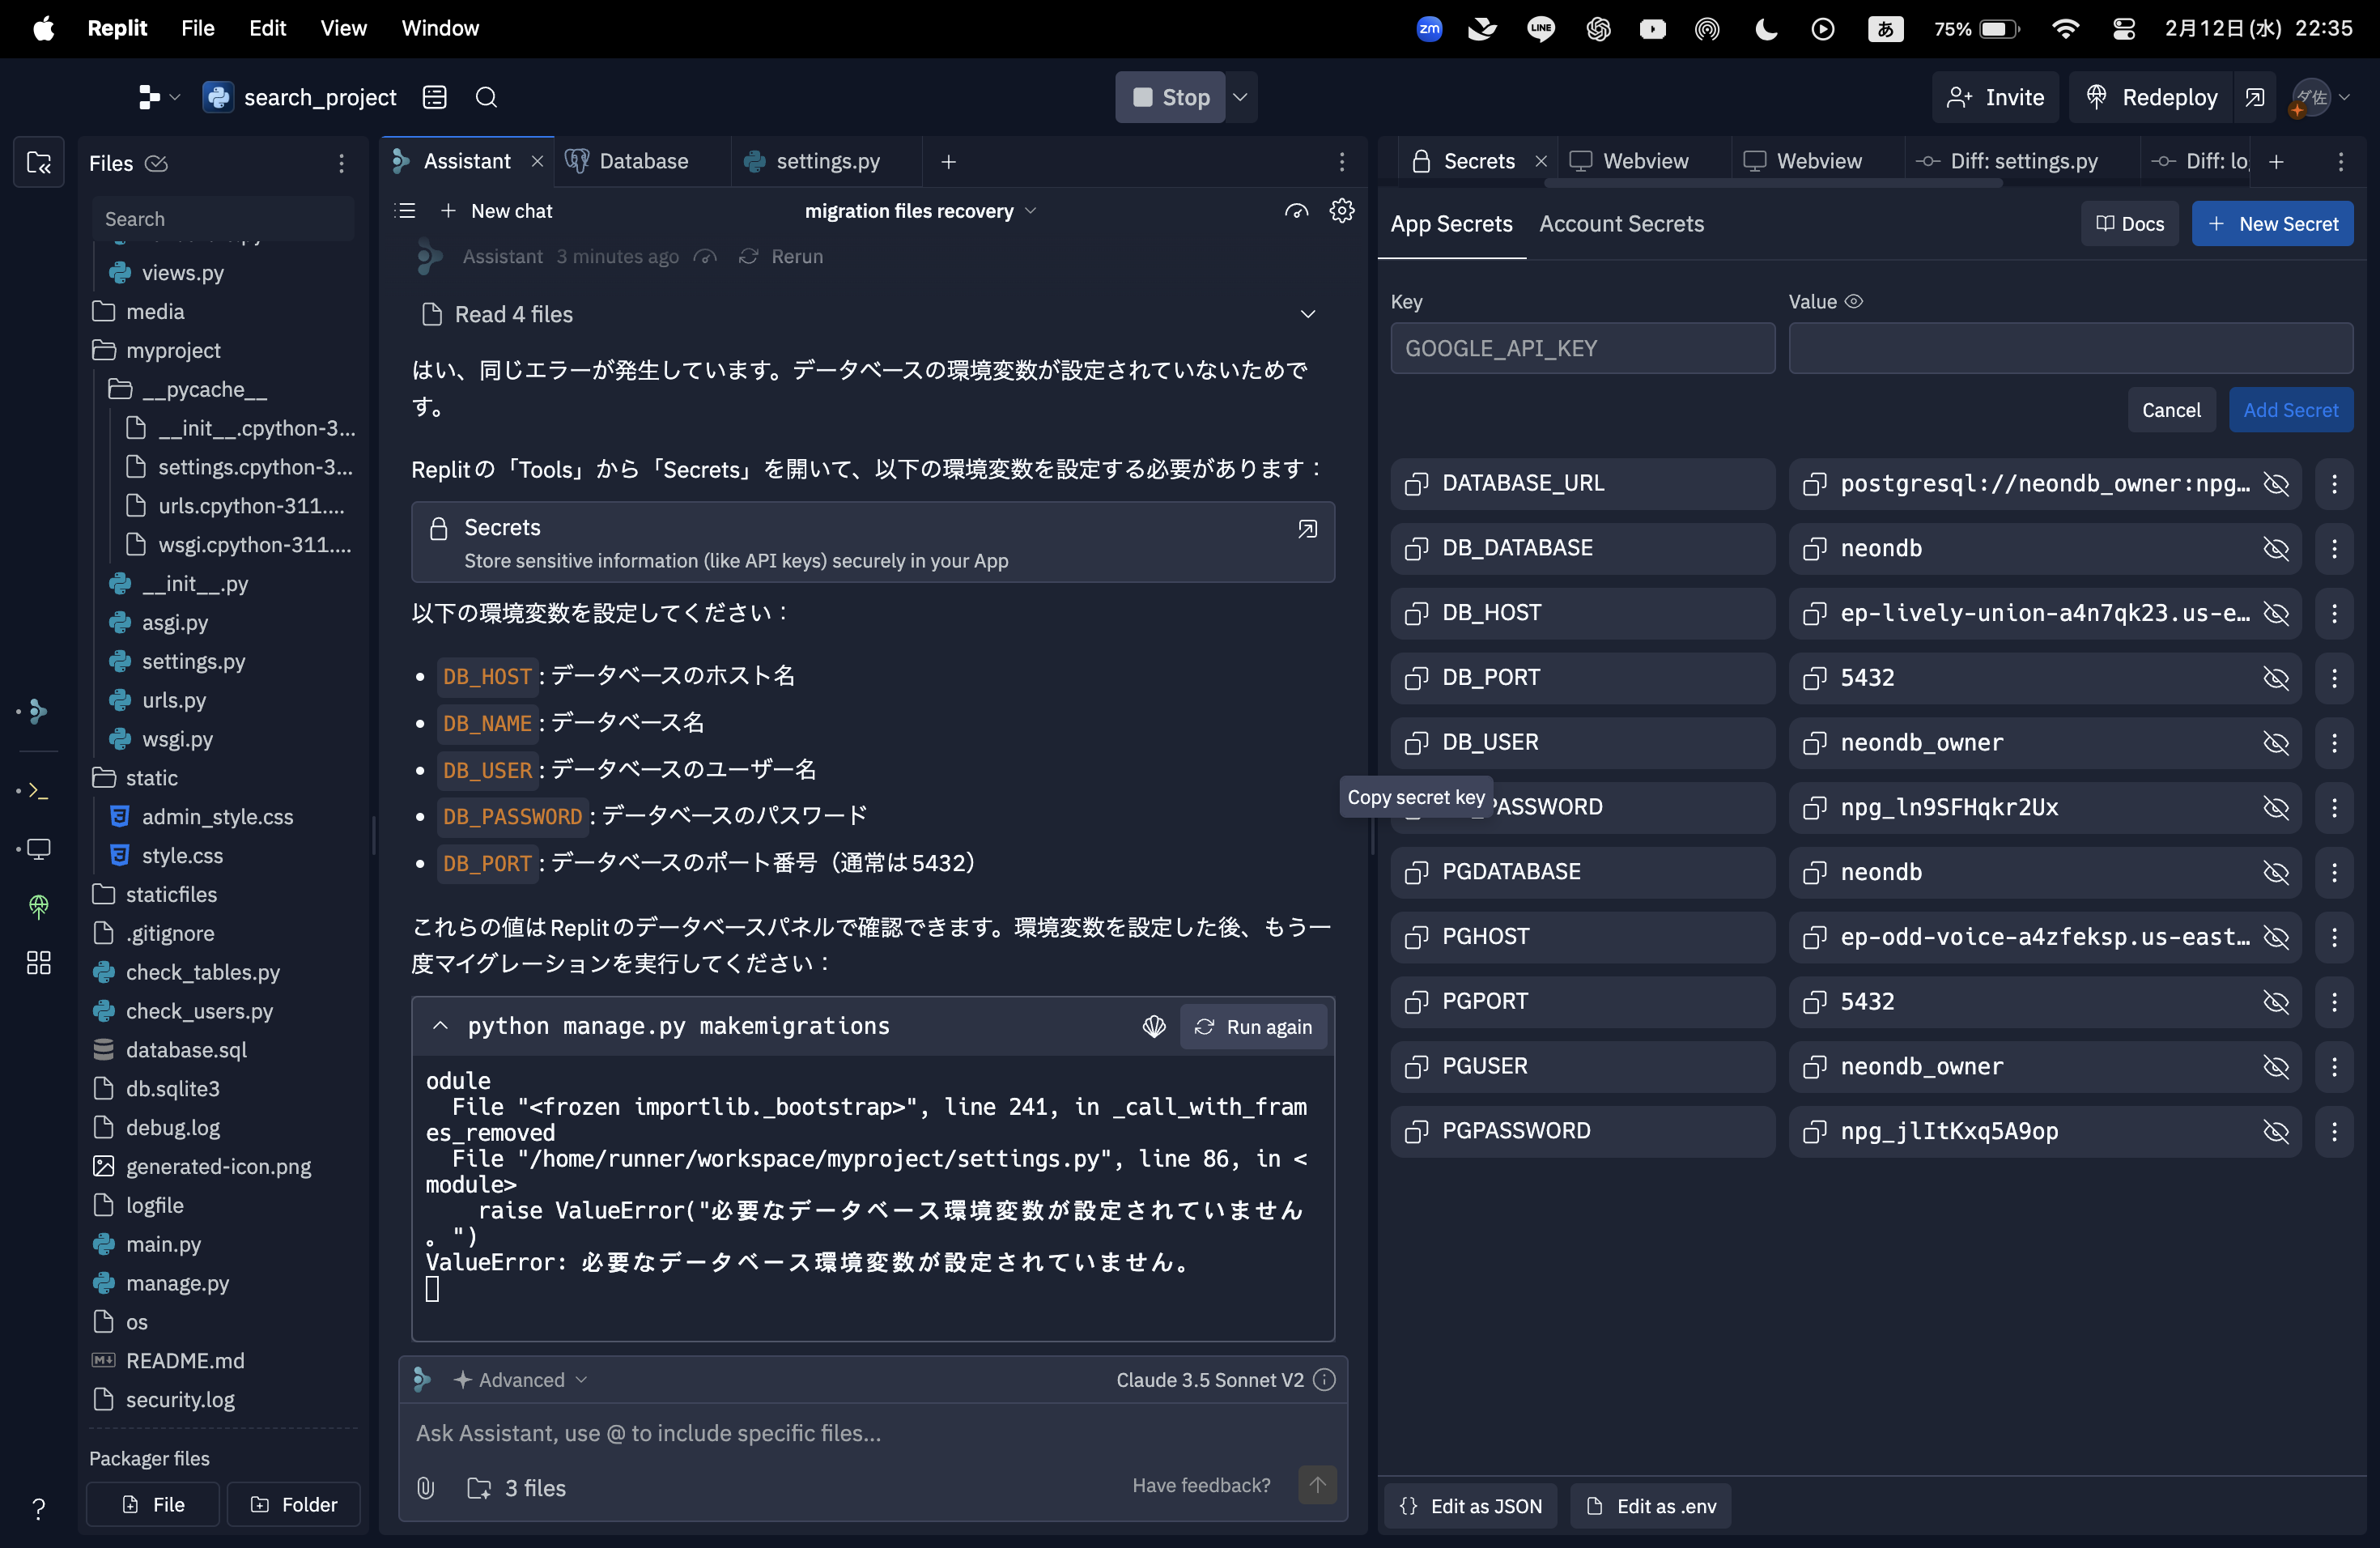 Replit File Edit View Window
zm LINE あ 75% 2月12日(水) 22:35
search_project
Stop
Invite
Redeploy
ダ佐
Files
Search
views.py
media
myproject
__pycache__
__init__.cpython-3...
settings.cpython-3...
urls.cpython-311....
wsgi.cpython-311....
__init__.py
asgi.py
settings.py
urls.py
wsgi.py
static
admin_style.css
style.css
staticfiles
.gitignore
check_tables.py
check_users.py
database.sql
db.sqlite3
debug.log
generated-icon.png
logfile
main.py
manage.py
os
README.md
security.log
Packager files
File
Folder
Assistant
Database
settings.py
New chat
migration files recovery
Assistant 3 minutes ago Rerun
Read 4 files
はい、同じエラーが発生しています。データベースの環境変数が設定されていないためで
す。
Replitの「Tools」から「Secrets」を開いて、以下の環境変数を設定する必要があります：
Secrets
Store sensitive information (like API keys) securely in your App
以下の環境変数を設定してください：
• DB_HOST : データベースのホスト名
• DB_NAME : データベース名
• DB_USER : データベースのユーザー名
• DB_PASSWORD : データベースのパスワード
• DB_PORT : データベースのポート番号（通常は5432）
これらの値はReplitのデータベースパネルで確認できます。環境変数を設定した後、もう一
度マイグレーションを実行してください：
python manage.py makemigrations
Run again
odule
File "<frozen importlib._bootstrap>", line 241, in _call_with_fram
es_removed
File "/home/runner/workspace/myproject/settings.py", line 86, in <
module>
raise ValueError("必要なデータベース環境変数が設定されていません
。")
ValueError: 必要なデータベース環境変数が設定されていません。
Advanced
Claude 3.5 Sonnet V2
Ask Assistant, use @ to include specific files...
3 files
Have feedback?
Secrets
Webview
Webview
Diff: settings.py
Diff: lo
App Secrets
Account Secrets
Docs
New Secret
Key
Value
GOOGLE_API_KEY
Cancel
Add Secret
DATABASE_URL postgresql://neondb_owner:npg...
DB_DATABASE neondb
DB_HOST ep-lively-union-a4n7qk23.us-e...
DB_PORT 5432
DB_USER neondb_owner
Copy secret key
PASSWORD npg_ln9SFHqkr2Ux
PGDATABASE neondb
PGHOST ep-odd-voice-a4zfeksp.us-east...
PGPORT 5432
PGUSER neondb_owner
PGPASSWORD npg_jlItKxq5A9op
{} Edit as JSON
Edit as .env